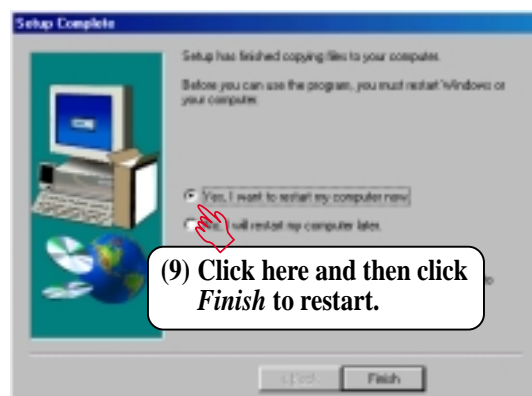 Setup Complete
Setup has finished copying files to your computer.
Before you can use the program, you must restart Windows or
your computer.
Yes, I want to restart my computer now.
No, I will restart my computer later.
(9) Click here and then click
Finish to restart.
Finish